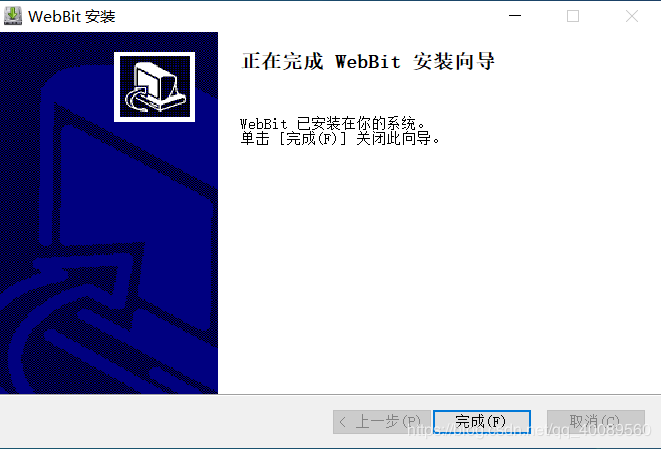 WebBit 安装
正在完成 WebBit 安装向导
WebBit 已安装在你的系统。
单击 [完成(F)] 关闭此向导。
< 上一步(P)
完成(F)
取消(C)
https://blog.csdn.net/qq_40089560